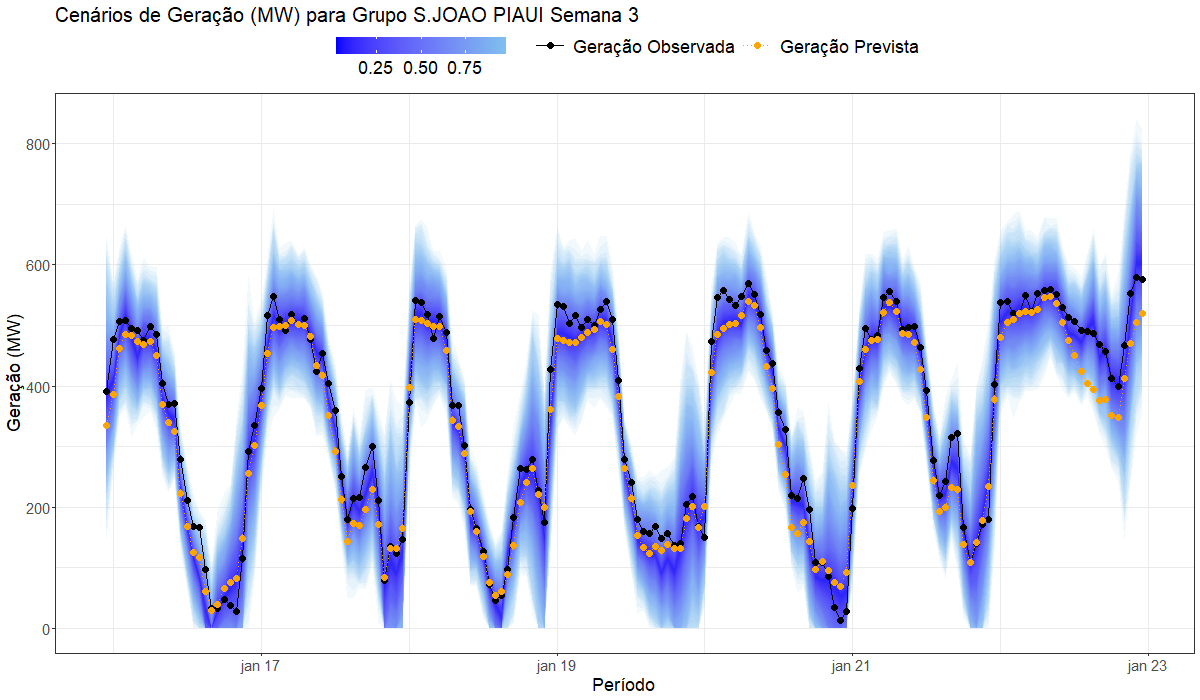 Cenários de Geração (MW) para Grupo S.JOAO PIAUI Semana 3
0.25 0.50 0.75
Geração Observada
Geração Prevista
Geração (MW)
800
600
400
200
0
jan 17
jan 19
jan 21
jan 23
Período